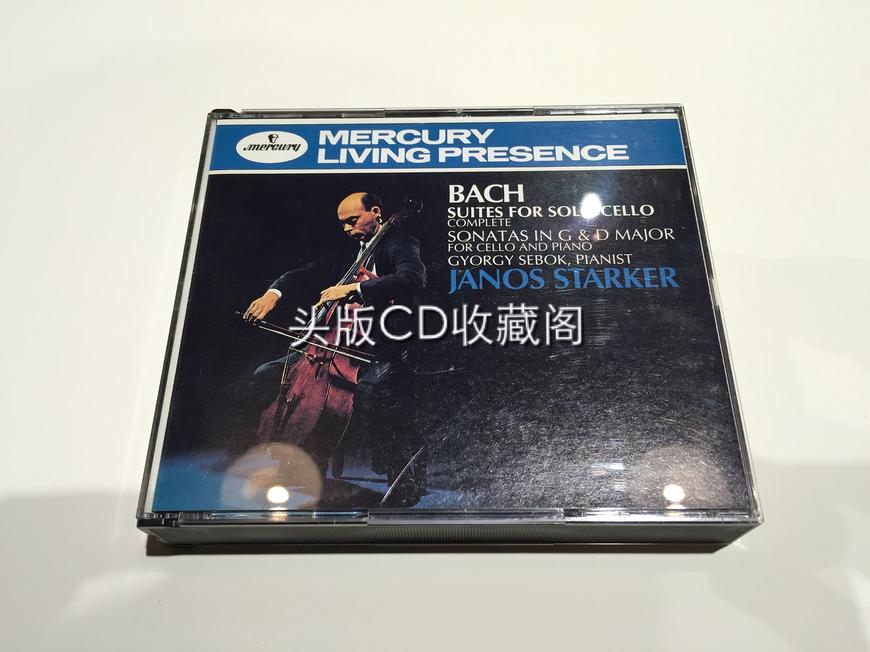 mercury
MERCURY
LIVING PRESENCE
BACH
SUITES FOR SOLO CELLO
COMPLETE
SONATAS IN G & D MAJOR
FOR CELLO AND PIANO
GYORGY SEBOK, PIANIST
JANOS STARKER
头版CD收藏阁